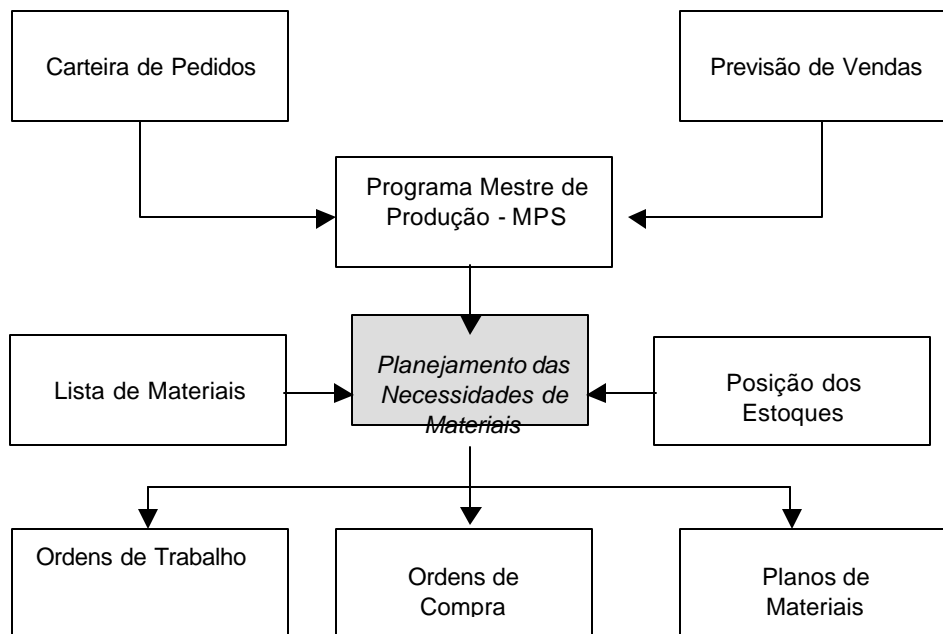 Carteira de Pedidos
Previsão de Vendas
Programa Mestre de
Produção - MPS
Lista de Materiais
Planejamento das
Necessidades de
Materiais
Posição dos
Estoques
Ordens de Trabalho
Ordens de
Compra
Planos de
Materiais